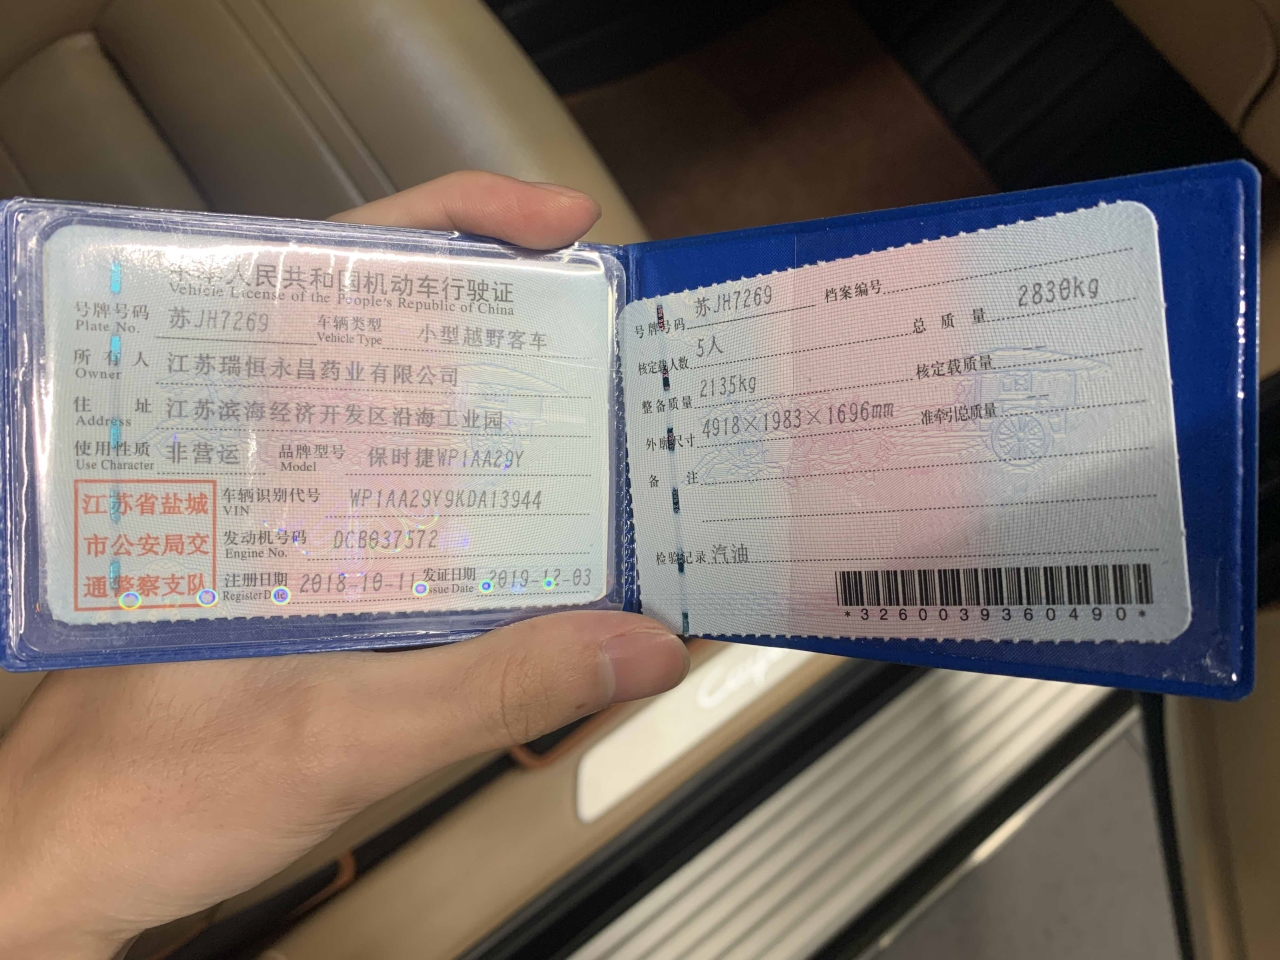 中华人民共和国机动车行驶证
Vehicle License of the People's Republic of China
号牌号码 苏JH7269 车辆类型 小型越野客车
Plate No. Vehicle Type
所有人 江苏瑞恒永昌药业有限公司
Owner
住址 江苏滨海经济开发区沿海工业园
Address
使用性质 非营运 品牌型号 保时捷WP1AA29Y
Use Character Model
江苏省盐城
市公安局交
通警察支队
车辆识别代号 WP1AA29Y9KDA13944
VIN
发动机号码 DCB037572
Engine No.
注册日期 2018-10-11 发证日期 2019-12-03
Register Date Issue Date
号牌号码 苏JH7269 档案编号
核定载人数 5人 总质量 2830kg
整备质量 2135kg 核定载质量
外廓尺寸 4918×1983×1696mm 准牵引总质量
备注
检验记录 汽油
*3260039360490*